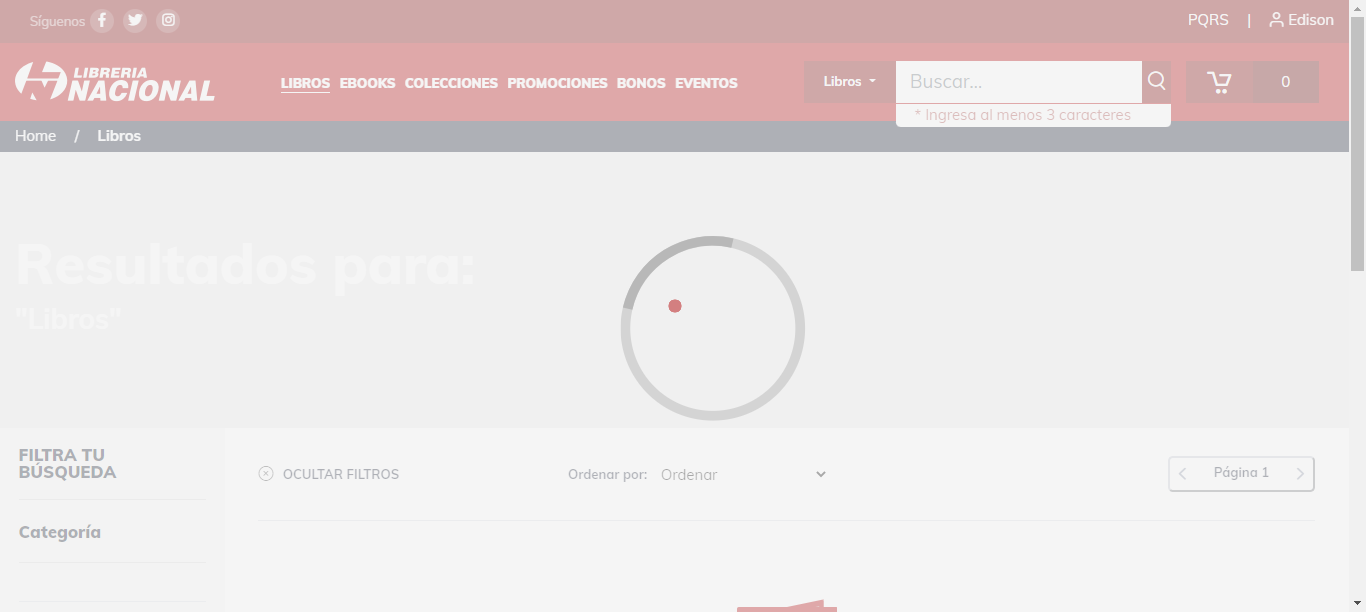 Síguenos
PQRS | Edison
LIBRERIA
NACIONAL
LIBROS EBOOKS COLECCIONES PROMOCIONES BONOS EVENTOS
Libros
Buscar...
0
* Ingresa al menos 3 caracteres
Home / Libros
Resultados para:
"Libros"
FILTRA TU
BÚSQUEDA
OCULTAR FILTROS
Ordenar por: Ordenar
Página 1
Categoría